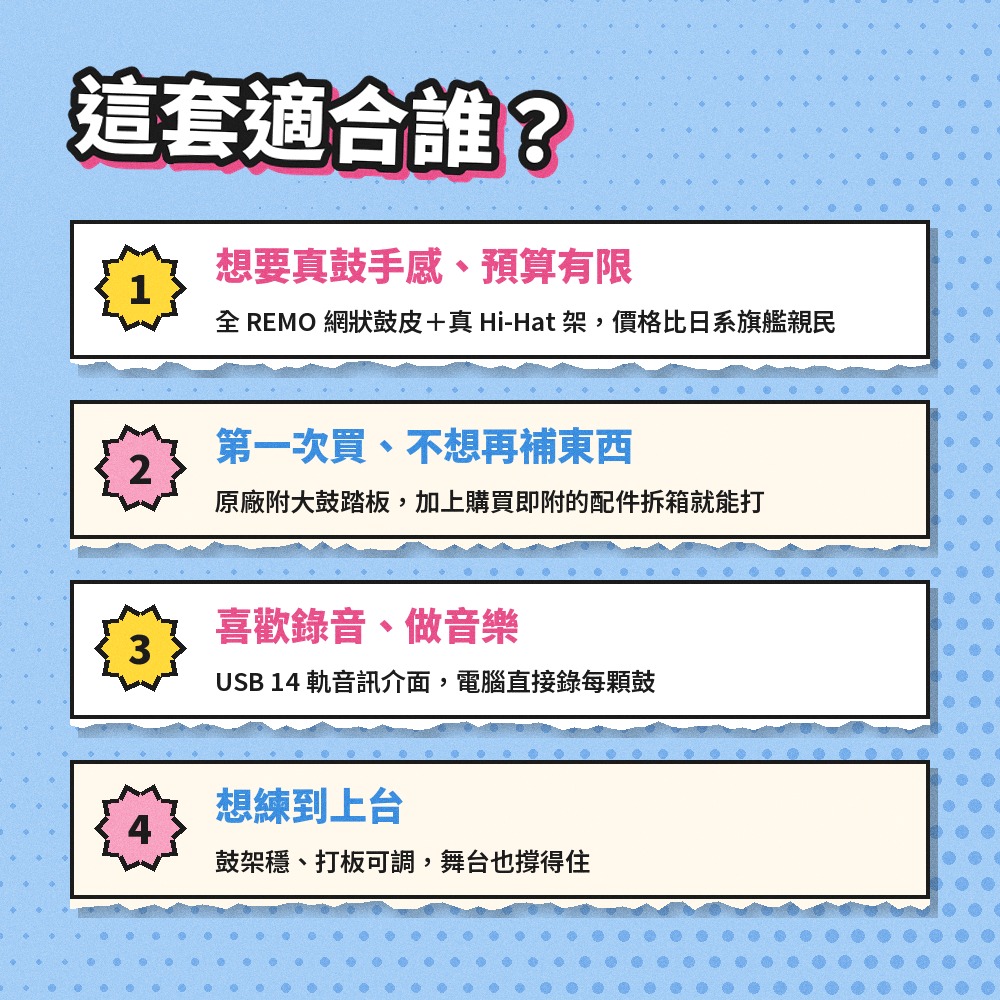 這套適合誰？
1
想要真鼓手感、預算有限
全 REMO 網狀鼓皮＋真 Hi-Hat 架，價格比日系旗艦親民
2
第一次買、不想再補東西
原廠附大鼓踏板，加上購買即附的配件拆箱就能打
3
喜歡錄音、做音樂
USB 14 軌音訊介面，電腦直接錄每顆鼓
4
想練到上台
鼓架穩、打板可調，舞台也撐得住